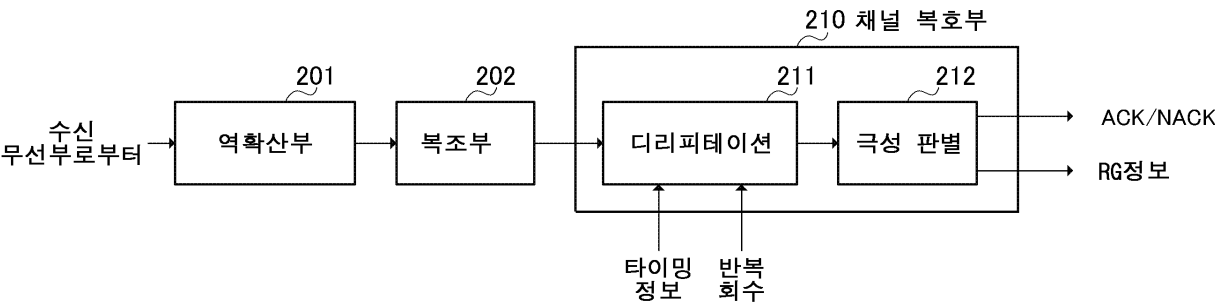 210 채널 복호부
201
202
211
212
수신
무선부로부터
역확산부
복조부
디리피테이션
극성 판별
ACK/NACK
RG정보
타이밍
정보
반복
회수